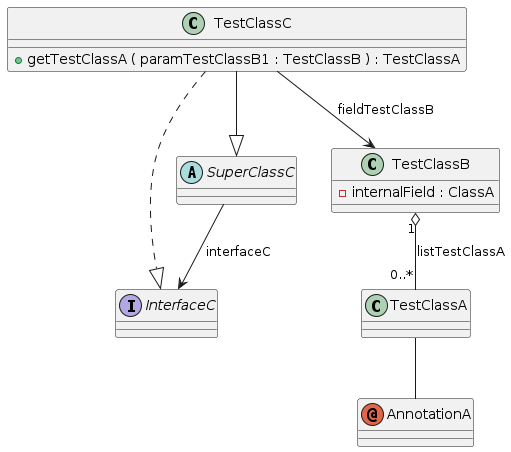 C TestClassC
getTestClassA ( paramTestClassB1 : TestClassB ) : TestClassA
fieldTestClassB
A SuperClassC
C TestClassB
internalField : ClassA
interfaceC
1
listTestClassA
0..*
I InterfaceC
C TestClassA
@ AnnotationA